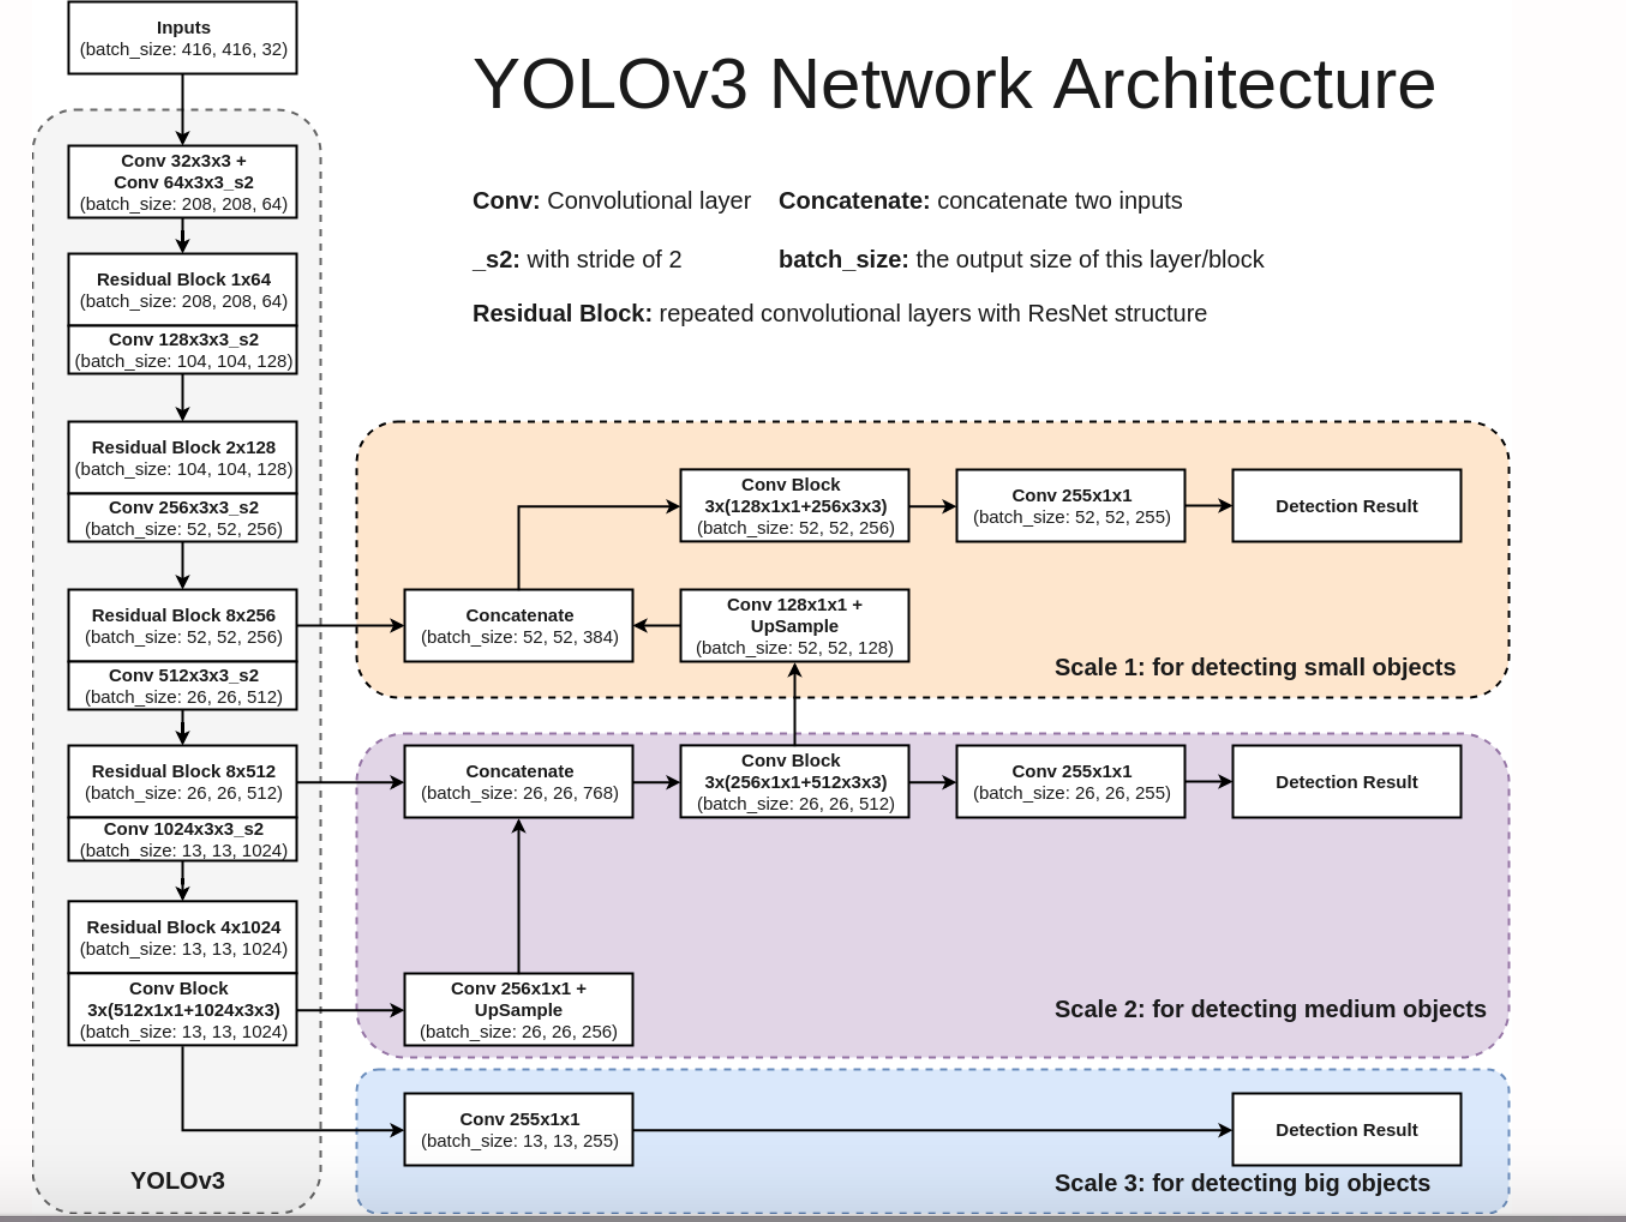 Inputs
(batch_size: 416, 416, 32)
Conv 32x3x3 +
Conv 64x3x3_s2
(batch_size: 208, 208, 64)
Residual Block 1x64
(batch_size: 208, 208, 64)
Conv 128x3x3_s2
(batch_size: 104, 104, 128)
Residual Block 2x128
(batch_size: 104, 104, 128)
Conv 256x3x3_s2
(batch_size: 52, 52, 256)
Residual Block 8x256
(batch_size: 52, 52, 256)
Conv 512x3x3_s2
(batch_size: 26, 26, 512)
Residual Block 8x512
(batch_size: 26, 26, 512)
Conv 1024x3x3_s2
(batch_size: 13, 13, 1024)
Residual Block 4x1024
(batch_size: 13, 13, 1024)
Conv Block
3x(512x1x1+1024x3x3)
(batch_size: 13, 13, 1024)
YOLOv3
YOLOv3 Network Architecture
Conv: Convolutional layer Concatenate: concatenate two inputs
_s2: with stride of 2 batch_size: the output size of this layer/block
Residual Block: repeated convolutional layers with ResNet structure
Conv Block
3x(128x1x1+256x3x3)
(batch_size: 52, 52, 256)
Conv 255x1x1
(batch_size: 52, 52, 255)
Detection Result
Concatenate
(batch_size: 52, 52, 384)
Conv 128x1x1 +
UpSample
(batch_size: 52, 52, 128)
Scale 1: for detecting small objects
Concatenate
(batch_size: 26, 26, 768)
Conv Block
3x(256x1x1+512x3x3)
(batch_size: 26, 26, 512)
Conv 255x1x1
(batch_size: 26, 26, 255)
Detection Result
Conv 256x1x1 +
UpSample
(batch_size: 26, 26, 256)
Scale 2: for detecting medium objects
Conv 255x1x1
(batch_size: 13, 13, 255)
Detection Result
Scale 3: for detecting big objects